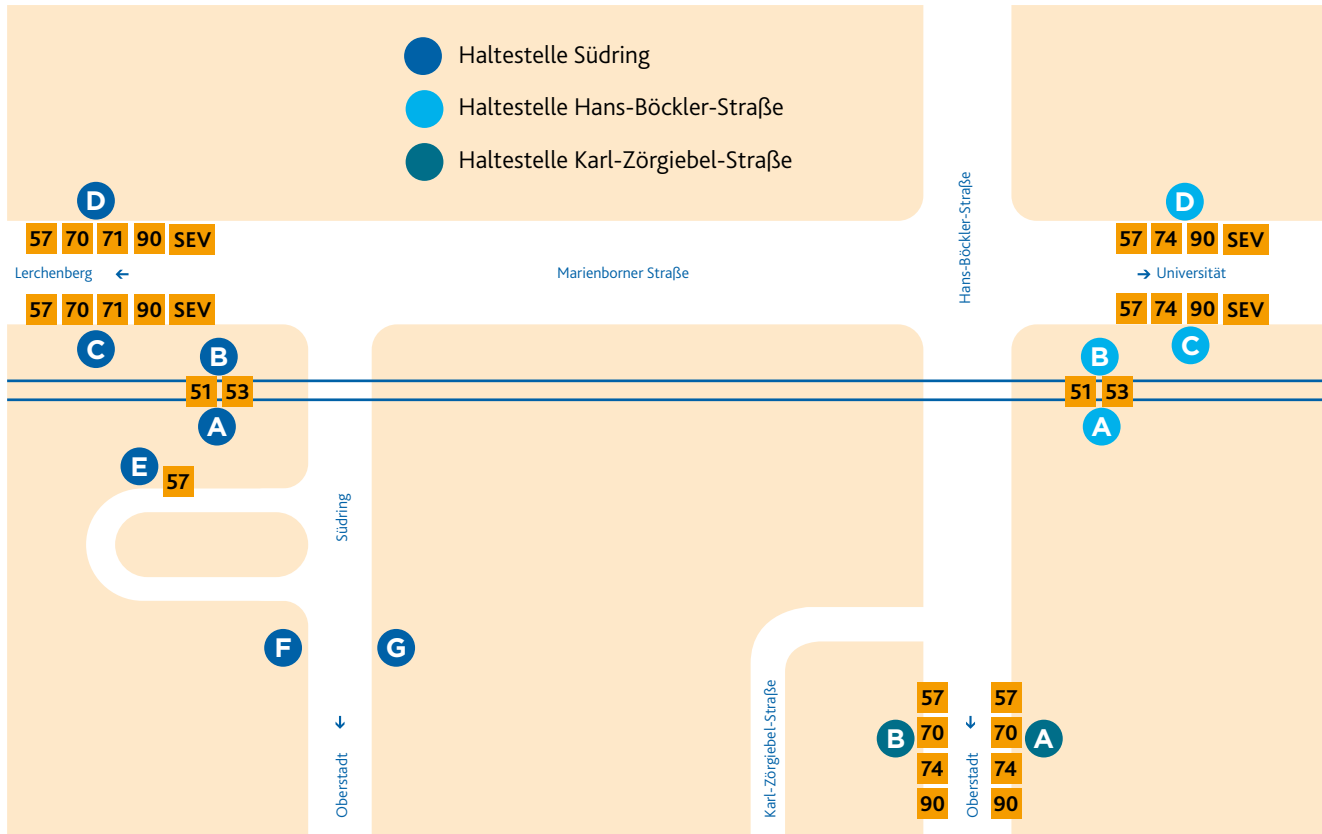 Haltestelle Südring
Haltestelle Hans-Böckler-Straße
Haltestelle Karl-Zörgiebel-Straße
Hans-Böckler-Straße
D
57 70 71 90 SEV
Lerchenberg ←
57 70 71 90 SEV
C
Marienborner Straße
D
57 74 90 SEV
→ Universität
57 74 90 SEV
C
B
51 53
A
B
51 53
A
E
57
Südring
F
G
↓
Oberstadt
Karl-Zörgiebel-Straße
B
57
70
74
90
↓
Oberstadt
57
70
74
90
A